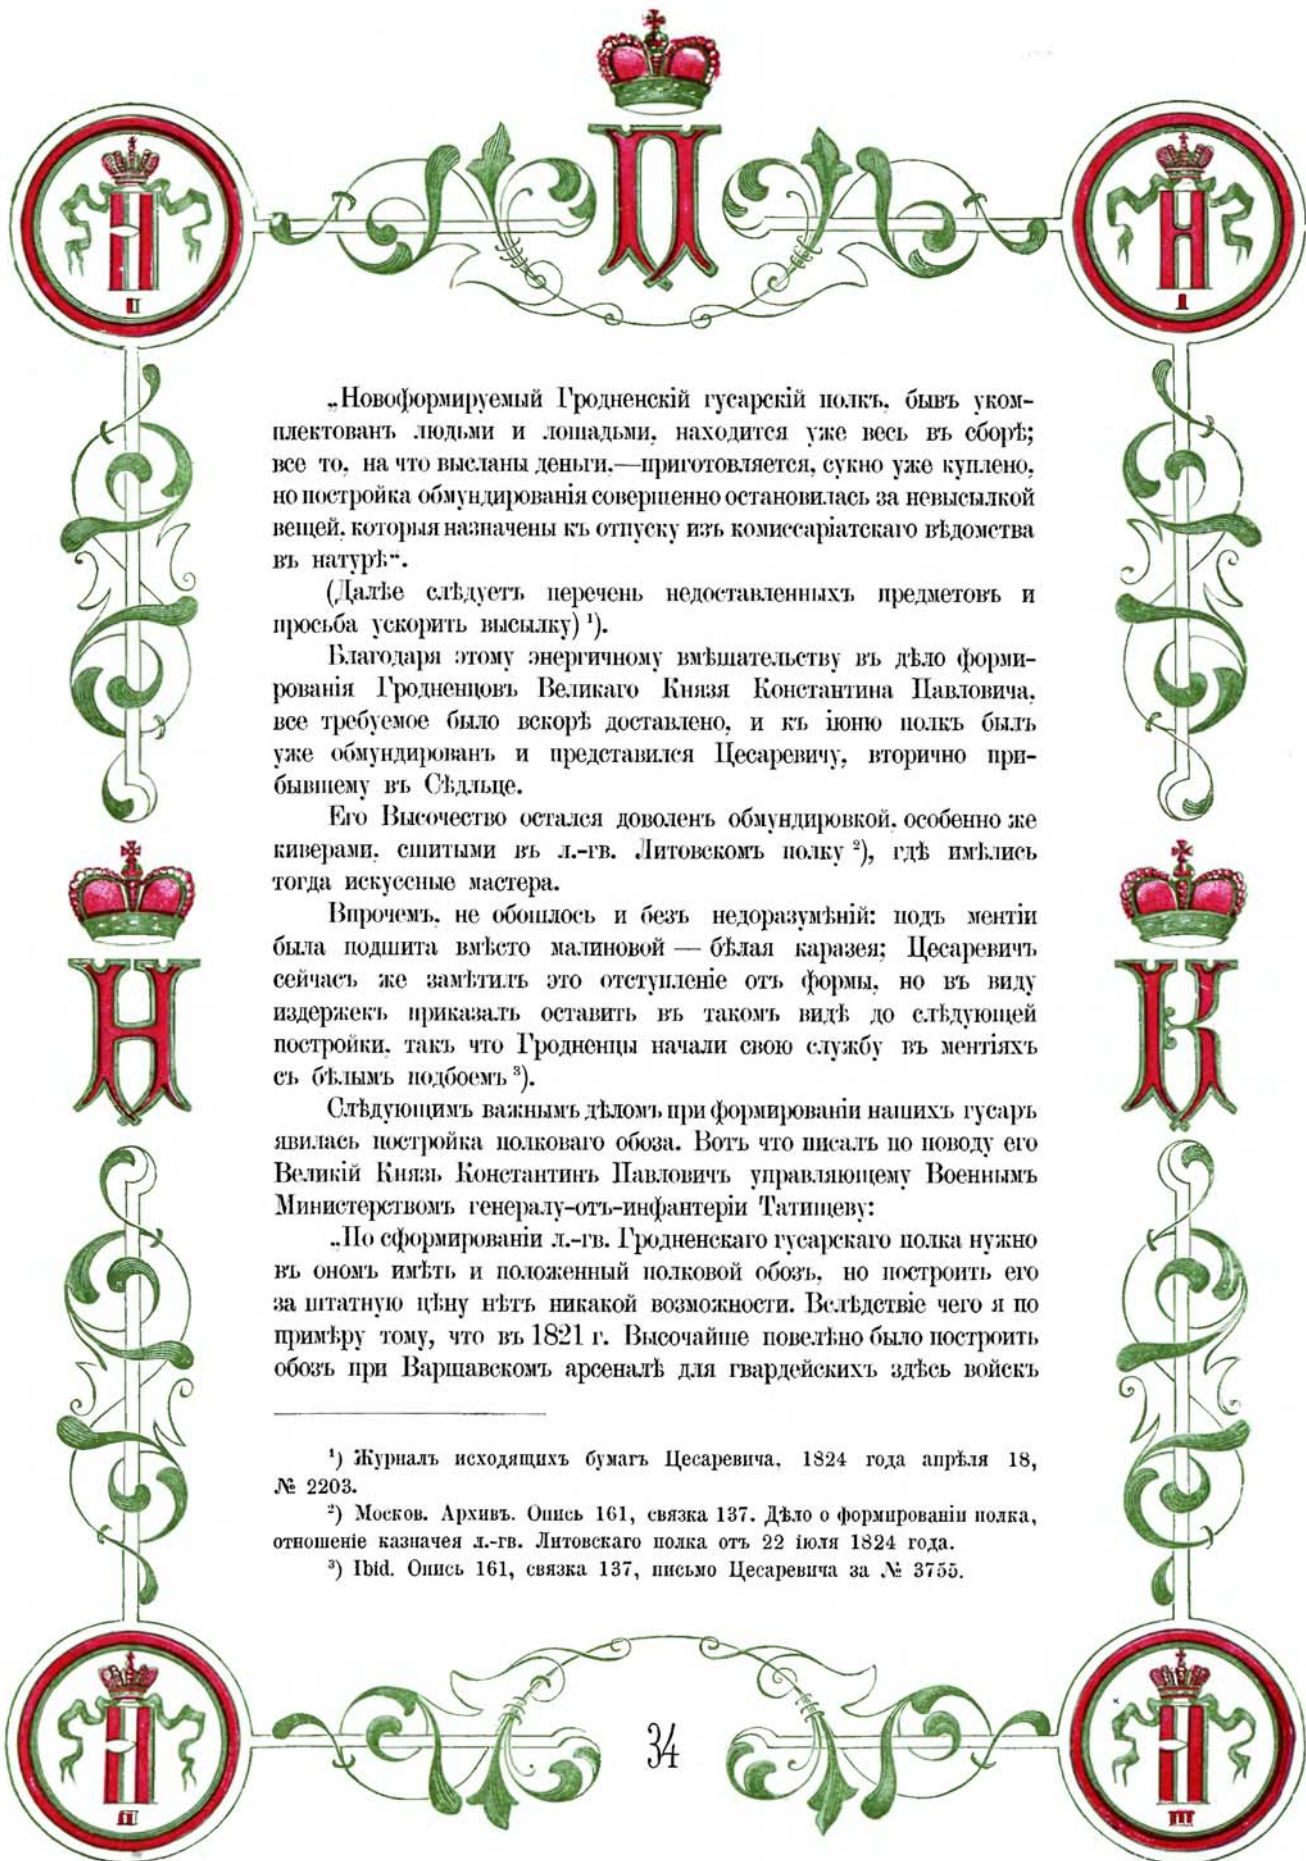 П
II
I
„Новоформируемый Гродненскій гусарскій полкъ, бывъ уком-
плектованъ людьми и лошадьми, находится уже весь въ сборѣ;
все то, на что высланы деньги,—приготовляется, сукно уже куплено,
но постройка обмундированія совершенно остановилась за невысылкой
вещей, которыя назначены къ отпуску изъ комиссаріатскаго вѣдомства
въ натурѣ“.
(Далѣе слѣдуетъ перечень недоставленныхъ предметовъ и
просьба ускорить высылку) ¹).
Благодаря этому энергичному вмѣшательству въ дѣло форми-
рованія Гродненцовъ Великаго Князя Константина Павловича,
все требуемое было вскорѣ доставлено, и къ іюню полкъ былъ
уже обмундированъ и представился Цесаревичу, вторично при-
бывшему въ Сѣдльце.
Его Высочество остался доволенъ обмундировкой, особенно же
киверами, сшитыми въ л.-гв. Литовскомъ полку ²), гдѣ имѣлись
тогда искуссные мастера.
Впрочемъ, не обошлось и безъ недоразумѣній: подъ ментіи
была подшита вмѣсто малиновой — бѣлая каразея; Цесаревичъ
сейчасъ же замѣтилъ это отступленіе отъ формы, но въ виду
издержекъ приказалъ оставить въ такомъ видѣ до слѣдующей
постройки, такъ что Гродненцы начали свою службу въ ментіяхъ
съ бѣлымъ подбоемъ ³).
Слѣдующимъ важнымъ дѣломъ при формированіи нашихъ гусаръ
явилась постройка полковаго обоза. Вотъ что писалъ по поводу его
Великій Князь Константинъ Павловичъ управляющему Военнымъ
Министерствомъ генералу-отъ-инфантеріи Татищеву:
„По сформированіи л.-гв. Гродненскаго гусарскаго полка нужно
въ ономъ имѣть и положенный полковой обозъ, но построить его
за штатную цѣну нѣтъ никакой возможности. Вслѣдствіе чего я по
примѣру тому, что въ 1821 г. Высочайше повелѣно было построить
обозъ при Варшавскомъ арсеналѣ для гвардейскихъ здѣсь войскъ
Н
К
¹) Журналъ исходящихъ бумагъ Цесаревича, 1824 года апрѣля 18,
№ 2203.
²) Москов. Архивъ. Опись 161, связка 137. Дѣло о формированіи полка,
отношеніе казначея л.-гв. Литовскаго полка отъ 22 іюля 1824 года.
³) Ibid. Опись 161, связка 137, письмо Цесаревича за № 3755.
III
34